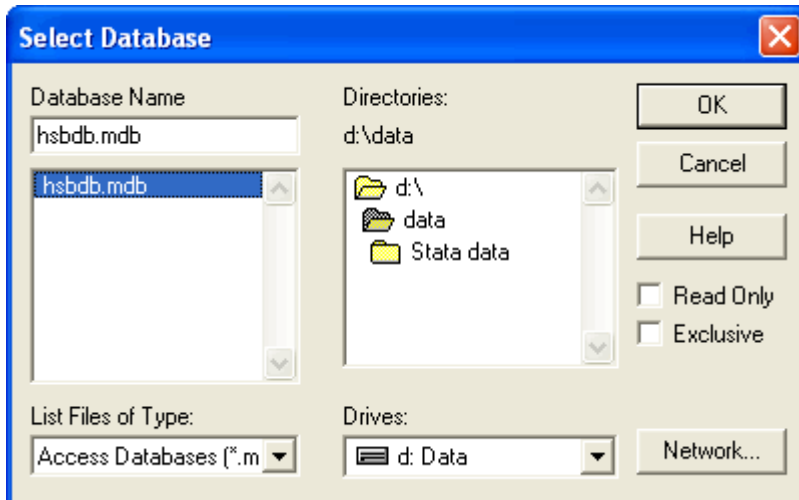 Select Database
Database Name
hsbdb.mdb
hsbdb.mdb
Directories:
d:\data
d:\
data
Stata data
OK
Cancel
Help
Read Only
Exclusive
List Files of Type:
Access Databases (*.m
Drives:
d: Data
Network...